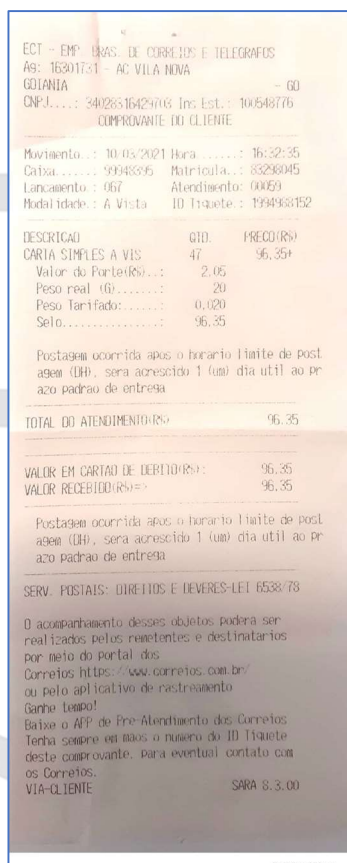 ECT - EMP. BRAS. DE CORREIOS E TELEGRAFOS
Ag: 16301731 - AC VILA NOVA
GOIANIA - GO
CNPJ....: 34028316429703 Ins Est.: 100548776
COMPROVANTE DO CLIENTE
Movimento..: 10/03/2021 Hora.......: 16:32:35
Caixa......: 99948395 Matricula..: 83298045
Lancamento.: 067 Atendimento: 00059
Modalidade.: A Vista ID Tiquete.: 1994988152
DESCRICAO QTD. PRECO(R$)
CARTA SIMPLES A VIS 47 96,35+
Valor do Porte(R$)..: 2,05
Peso real (G)......: 20
Peso Tarifado:......: 0,020
Selo...............: 96,35
Postagem ocorrida apos o horario limite de post
agem (DH), sera acrescido 1 (um) dia util ao pr
azo padrao de entrega
TOTAL DO ATENDIMENTO(R$) 96,35
VALOR EM CARTAO DE DEBITO(R$): 96,35
VALOR RECEBIDO(R$)=> 96,35
Postagem ocorrida apos o horario limite de post
agem (DH), sera acrescido 1 (um) dia util ao pr
azo padrao de entrega
SERV. POSTAIS: DIREITOS E DEVERES-LEI 6538/78
O acompanhamento desses objetos podera ser
realizados pelos remetentes e destinatarios
por meio do portal dos
Correios https://www.correios.com.br/
ou pelo aplicativo de rastreamento
Ganhe tempo!
Baixe o APP de Pre-Atendimento dos Correios
Tenha sempre em maos o numero do ID Tiquete
deste comprovante, para eventual contato com
os Correios.
VIA-CLIENTE SARA 8.3.00